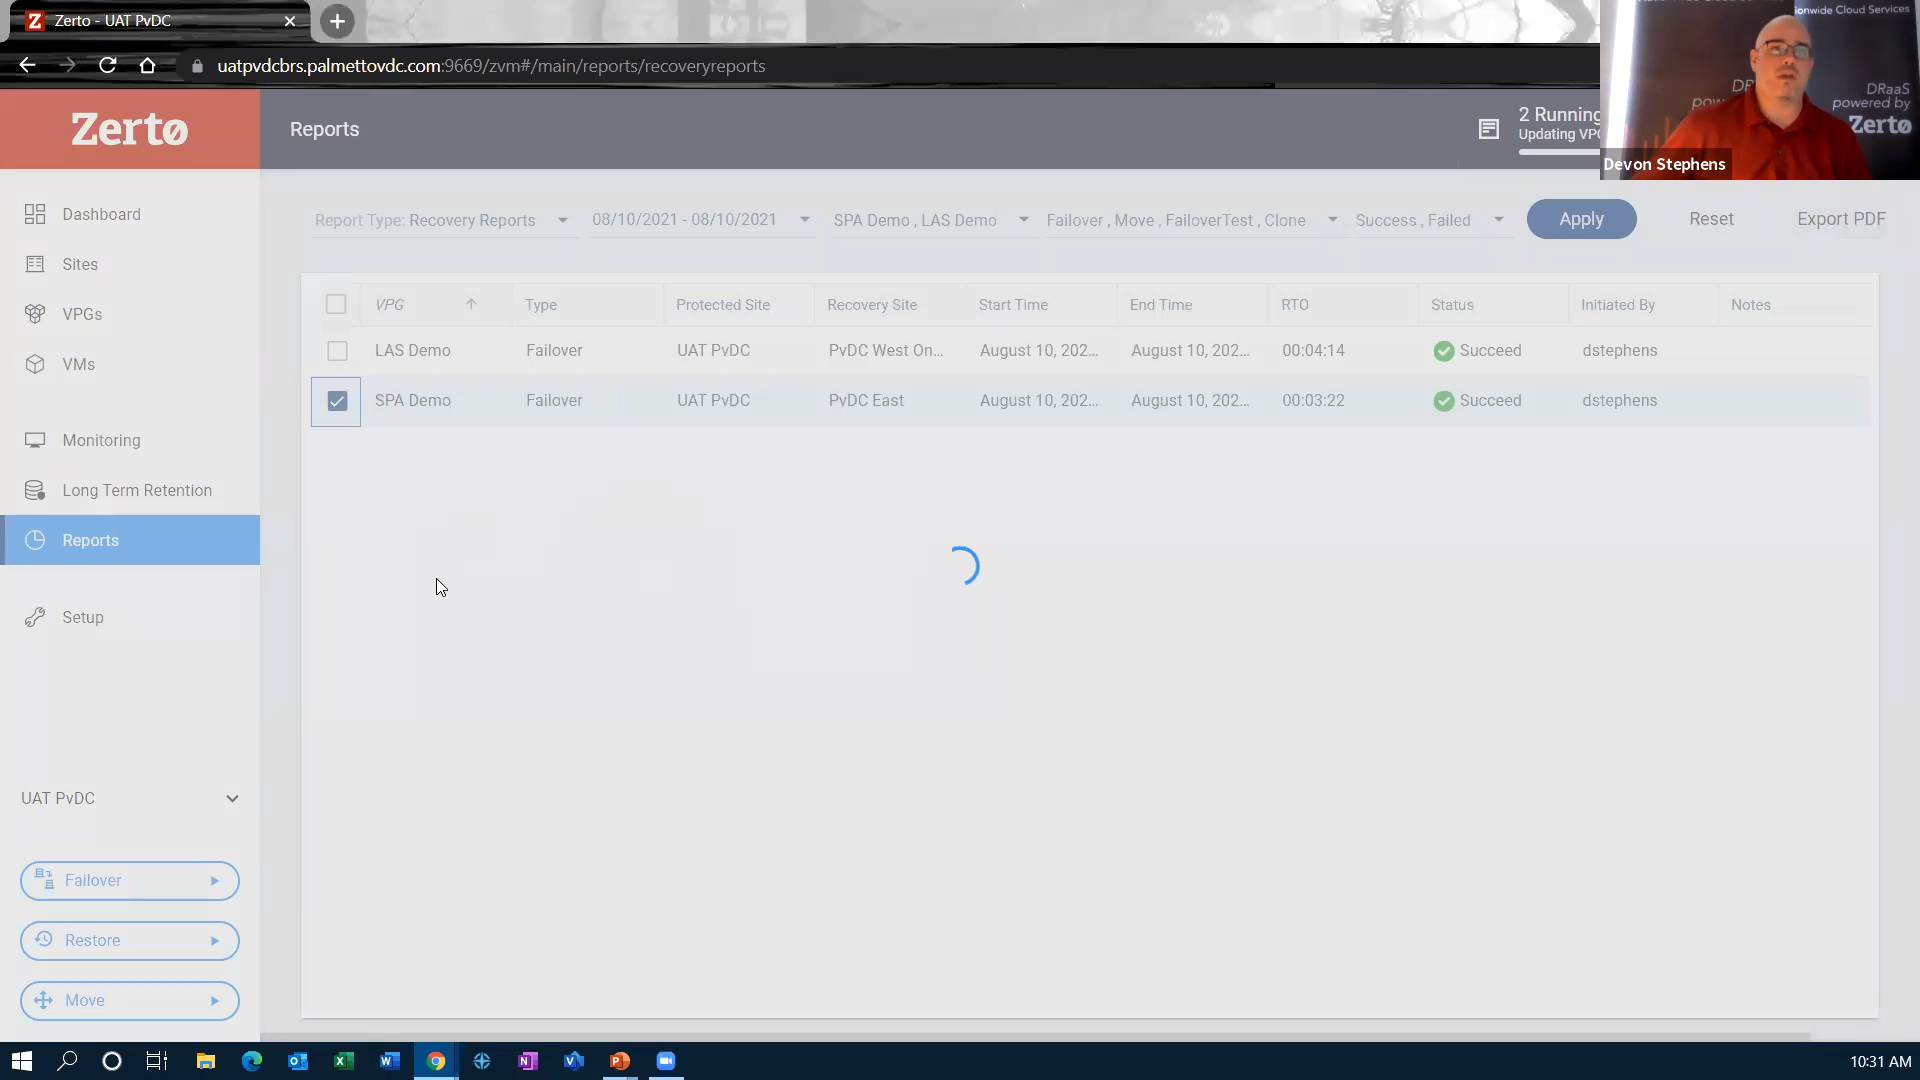 Zerto - UAT PvDC
uatpvdcbrs.palmettovdc.com:9669/zvm#/main/reports/recoveryreports
ionwide Cloud Services
DRaaS
powered by
Zerto
Devon Stephens
Zerto
Reports
2 Running
Updating VPG
Dashboard
Sites
VPGs
VMs
Monitoring
Long Term Retention
Reports
Setup
UAT PvDC
Failover
Restore
Move
Report Type: Recovery Reports
08/10/2021 - 08/10/2021
SPA Demo , LAS Demo
Failover , Move , FailoverTest , Clone
Success , Failed
Apply
Reset
Export PDF
VPG Type Protected Site Recovery Site Start Time End Time RTO Status Initiated By Notes
LAS Demo Failover UAT PvDC PvDC West On... August 10, 202... August 10, 202... 00:04:14 Succeed dstephens
SPA Demo Failover UAT PvDC PvDC East August 10, 202... August 10, 202... 00:03:22 Succeed dstephens
10:31 AM